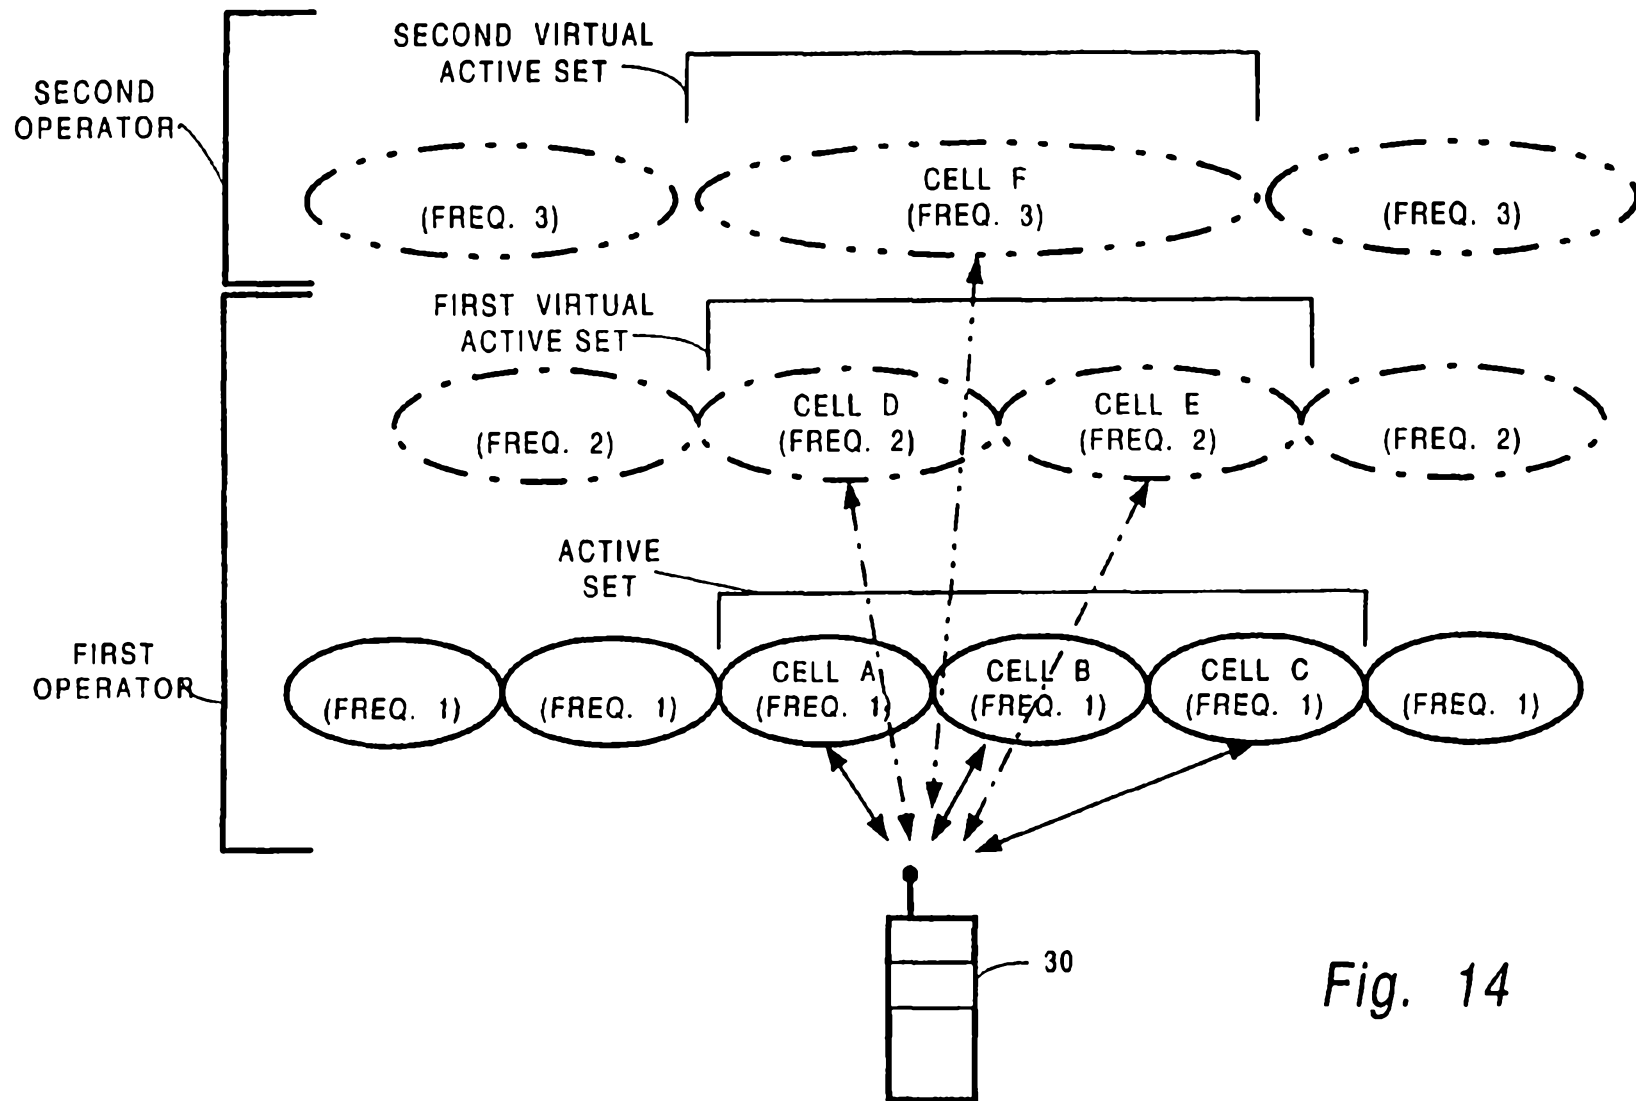 SECOND VIRTUAL
ACTIVE SET
SECOND
OPERATOR
CELL F
(FREQ. 3)
(FREQ. 3)
(FREQ. 3)
FIRST VIRTUAL
ACTIVE SET
CELL D
CELL E
(FREQ. 2)
(FREQ. 2)
(FREQ. 2)
(FREQ. 2)
ACTIVE
SET
FIRST
OPERATOR
CELL A
CELL B
CELL C
(FREQ. 1)
(FREQ. 1)
(FREQ. 1)
(FREQ. 1)
(FREQ. 1)
(FREQ. 1)
30
Fig. 14